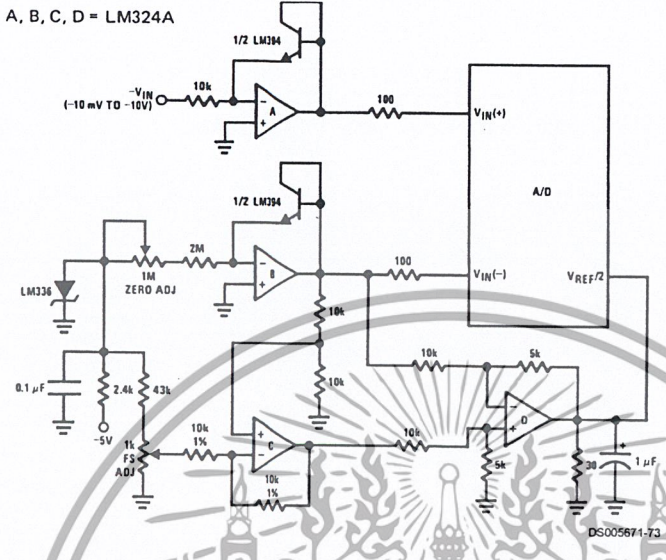 A, B, C, D = LM324A
1/2 LM394
-VIN
(-10 mV TO -10V)
10k
-
+
A
100
VIN(+)
A/D
1/2 LM394
LM336
1M
ZERO ADJ
2M
-
+
B
100
VIN(-)
VREF/2
10k
10k
10k
5k
0.1 μF
2.4k
43k
-5V
1k
FS
ADJ
10k
1%
+
-
C
10k
1%
10k
-
+
D
5k
30
+
1 μF
DS005671-73